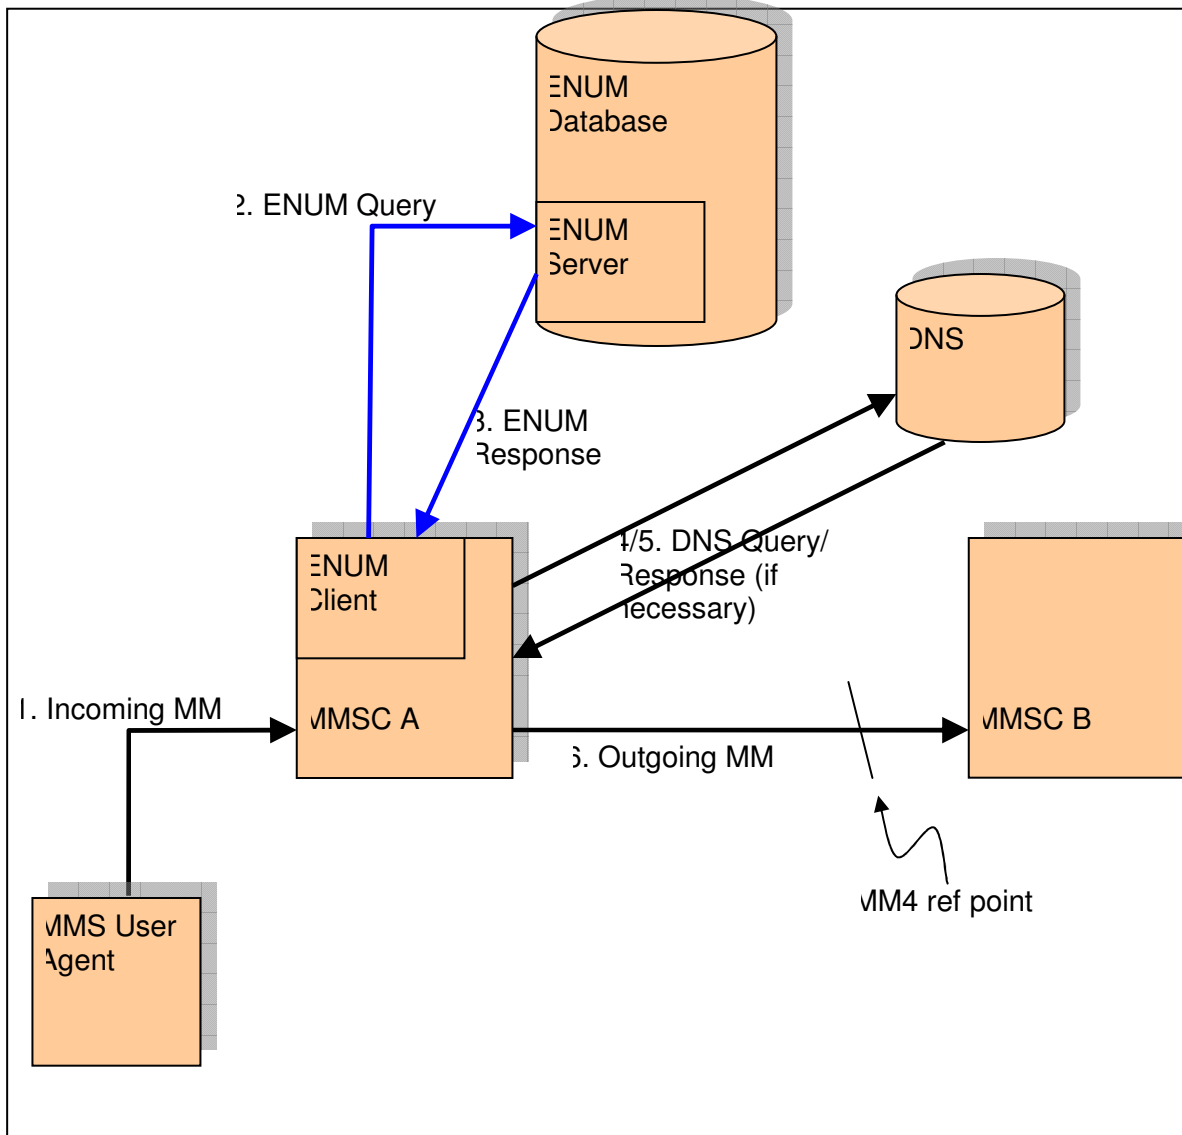 ENUM
Database
2. ENUM Query
ENUM
Server
DNS
3. ENUM
Response
4/5. DNS Query/
Response (if
necessary)
ENUM
Client
1. Incoming MM
MMSC A
MMSC B
6. Outgoing MM
MM4 ref point
MMS User
Agent